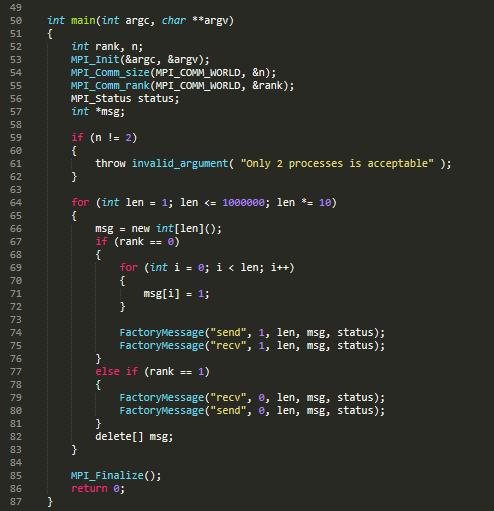 49
50 int main(int argc, char **argv)
51 {
52     int rank, n;
53     MPI_Init(&argc, &argv);
54     MPI_Comm_size(MPI_COMM_WORLD, &n);
55     MPI_Comm_rank(MPI_COMM_WORLD, &rank);
56     MPI_Status status;
57     int *msg;
58
59     if (n != 2)
60     {
61         throw invalid_argument( "Only 2 processes is acceptable" );
62     }
63
64     for (int len = 1; len <= 1000000; len *= 10)
65     {
66         msg = new int[len]();
67         if (rank == 0)
68         {
69             for (int i = 0; i < len; i++)
70             {
71                 msg[i] = 1;
72             }
73
74             FactoryMessage("send", 1, len, msg, status);
75             FactoryMessage("recv", 1, len, msg, status);
76         }
77         else if (rank == 1)
78         {
79             FactoryMessage("recv", 0, len, msg, status);
80             FactoryMessage("send", 0, len, msg, status);
81         }
82         delete[] msg;
83     }
84
85     MPI_Finalize();
86     return 0;
87 }